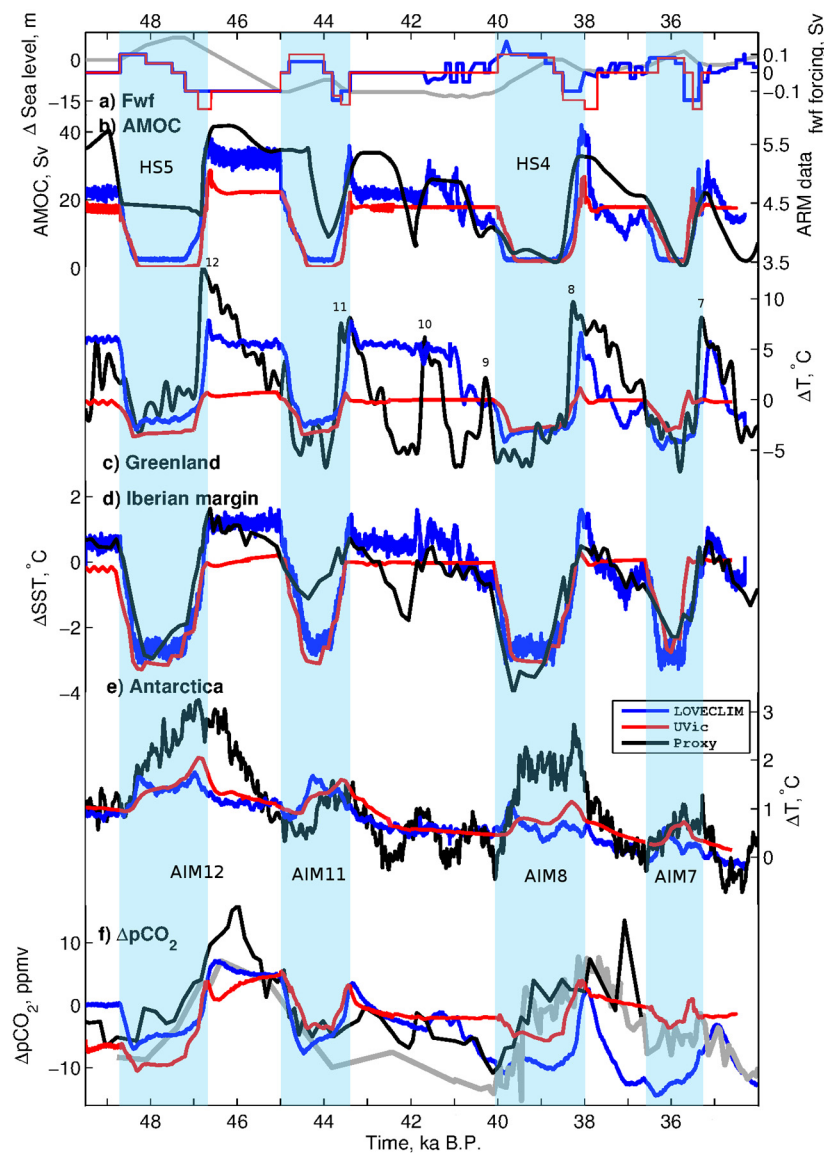 48 46 44 42 40 38 36
Δ Sea level, m
0
-15
0.1
0
-0.1
fwf forcing, Sv
a) Fwf
b) AMOC
HS5
HS4
AMOC, Sv
40
20
0
5.5
4.5
3.5
ARM data
12
11
10
9
8
7
10
5
0
-5
ΔT, °C
c) Greenland
d) Iberian margin
ΔSST, °C
2
0
-2
-4
e) Antarctica
LOVECLIM
UVic
Proxy
3
2
1
0
ΔT, °C
AIM12
AIM11
AIM8
AIM7
f) ΔpCO2
ΔpCO2, ppmv
10
0
-10
48 46 44 42 40 38 36
Time, ka B.P.